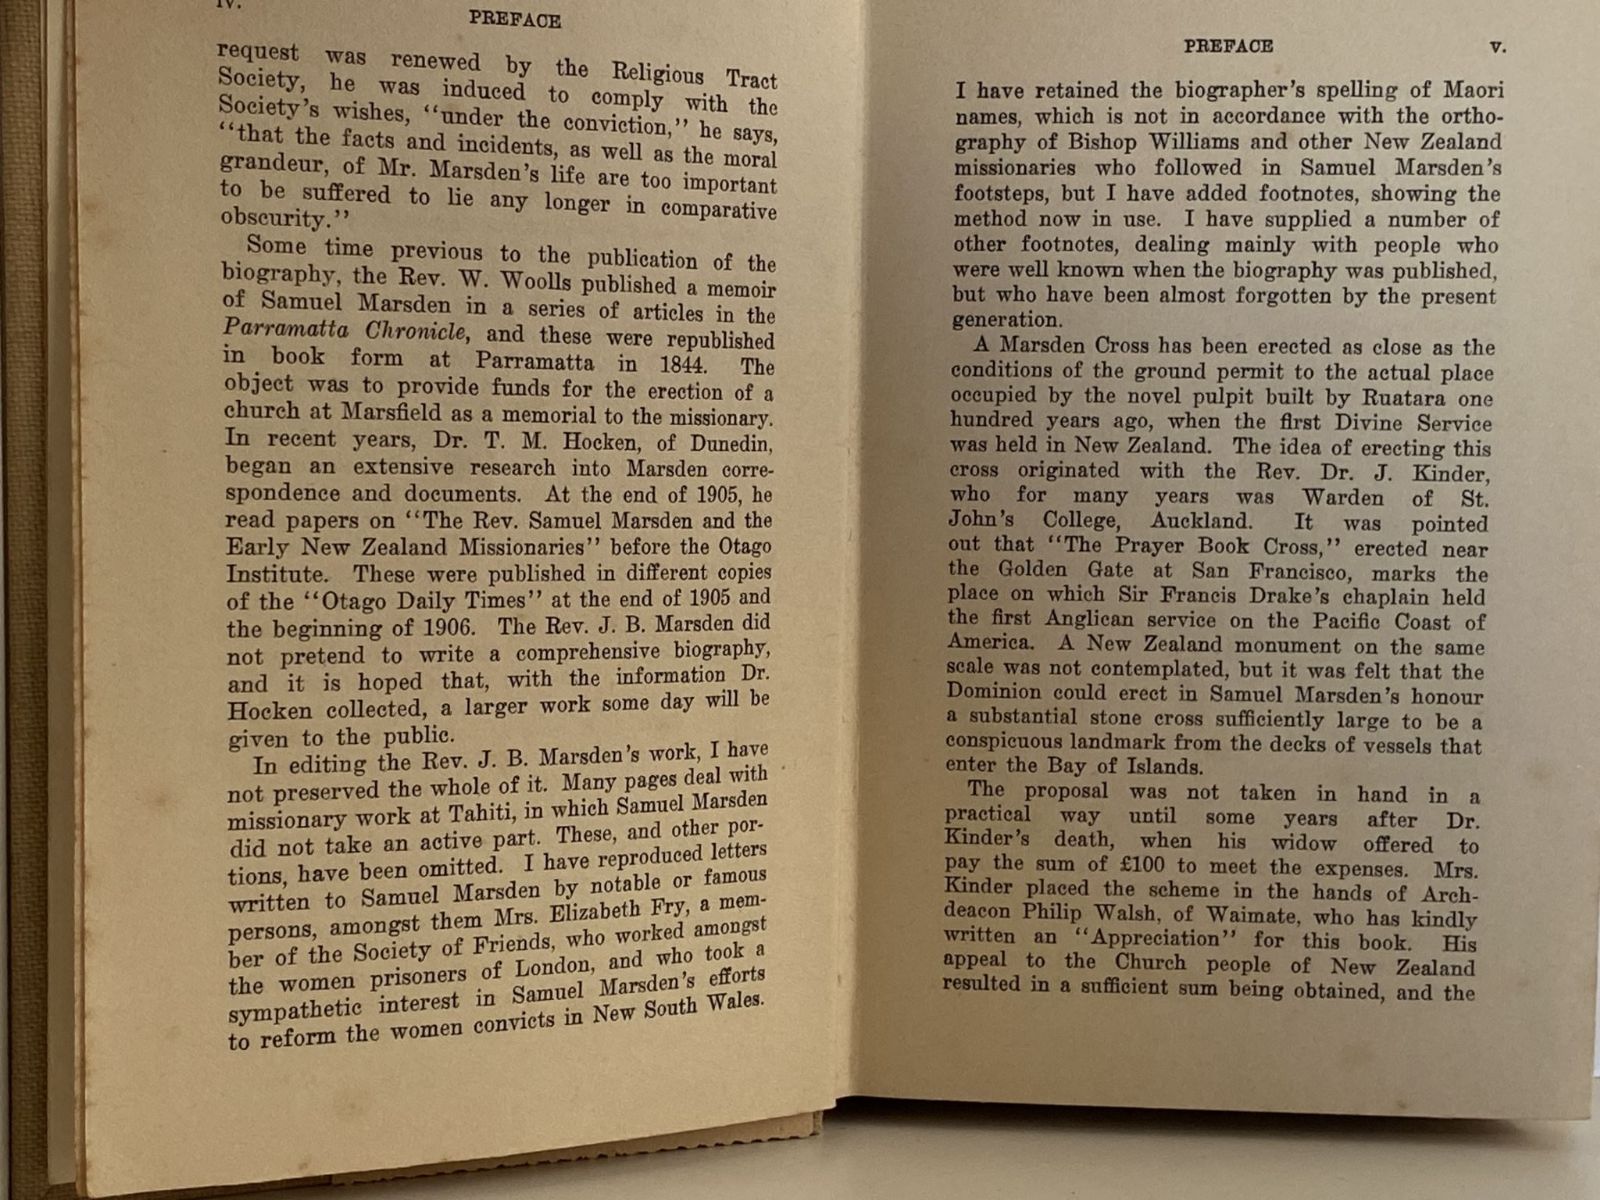 iv.
PREFACE
request was renewed by the Religious Tract
Society, he was induced to comply with the
Society's wishes, "under the conviction," he says,
"that the facts and incidents, as well as the moral
grandeur, of Mr. Marsden's life are too important
to be suffered to lie any longer in comparative
obscurity."
Some time previous to the publication of the
biography, the Rev. W. Woolls published a memoir
of Samuel Marsden in a series of articles in the
Parramatta Chronicle, and these were republished
in book form at Parramatta in 1844. The
object was to provide funds for the erection of a
church at Marsfield as a memorial to the missionary.
In recent years, Dr. T. M. Hocken, of Dunedin,
began an extensive research into Marsden corre-
spondence and documents. At the end of 1905, he
read papers on "The Rev. Samuel Marsden and the
Early New Zealand Missionaries" before the Otago
Institute. These were published in different copies
of the "Otago Daily Times" at the end of 1905 and
the beginning of 1906. The Rev. J. B. Marsden did
not pretend to write a comprehensive biography,
and it is hoped that, with the information Dr.
Hocken collected, a larger work some day will be
given to the public.
In editing the Rev. J. B. Marsden's work, I have
not preserved the whole of it. Many pages deal with
missionary work at Tahiti, in which Samuel Marsden
did not take an active part. These, and other por-
tions, have been omitted. I have reproduced letters
written to Samuel Marsden by notable or famous
persons, amongst them Mrs. Elizabeth Fry, a mem-
ber of the Society of Friends, who worked amongst
the women prisoners of London, and who took a
sympathetic interest in Samuel Marsden's efforts
to reform the women convicts in New South Wales.
PREFACE v.
I have retained the biographer's spelling of Maori
names, which is not in accordance with the ortho-
graphy of Bishop Williams and other New Zealand
missionaries who followed in Samuel Marsden's
footsteps, but I have added footnotes, showing the
method now in use. I have supplied a number of
other footnotes, dealing mainly with people who
were well known when the biography was published,
but who have been almost forgotten by the present
generation.
A Marsden Cross has been erected as close as the
conditions of the ground permit to the actual place
occupied by the novel pulpit built by Ruatara one
hundred years ago, when the first Divine Service
was held in New Zealand. The idea of erecting this
cross originated with the Rev. Dr. J. Kinder,
who for many years was Warden of St.
John's College, Auckland. It was pointed
out that "The Prayer Book Cross," erected near
the Golden Gate at San Francisco, marks the
place on which Sir Francis Drake's chaplain held
the first Anglican service on the Pacific Coast of
America. A New Zealand monument on the same
scale was not contemplated, but it was felt that the
Dominion could erect in Samuel Marsden's honour
a substantial stone cross sufficiently large to be a
conspicuous landmark from the decks of vessels that
enter the Bay of Islands.
The proposal was not taken in hand in a
practical way until some years after Dr.
Kinder's death, when his widow offered to
pay the sum of £100 to meet the expenses. Mrs.
Kinder placed the scheme in the hands of Arch-
deacon Philip Walsh, of Waimate, who has kindly
written an "Appreciation" for this book. His
appeal to the Church people of New Zealand
resulted in a sufficient sum being obtained, and the